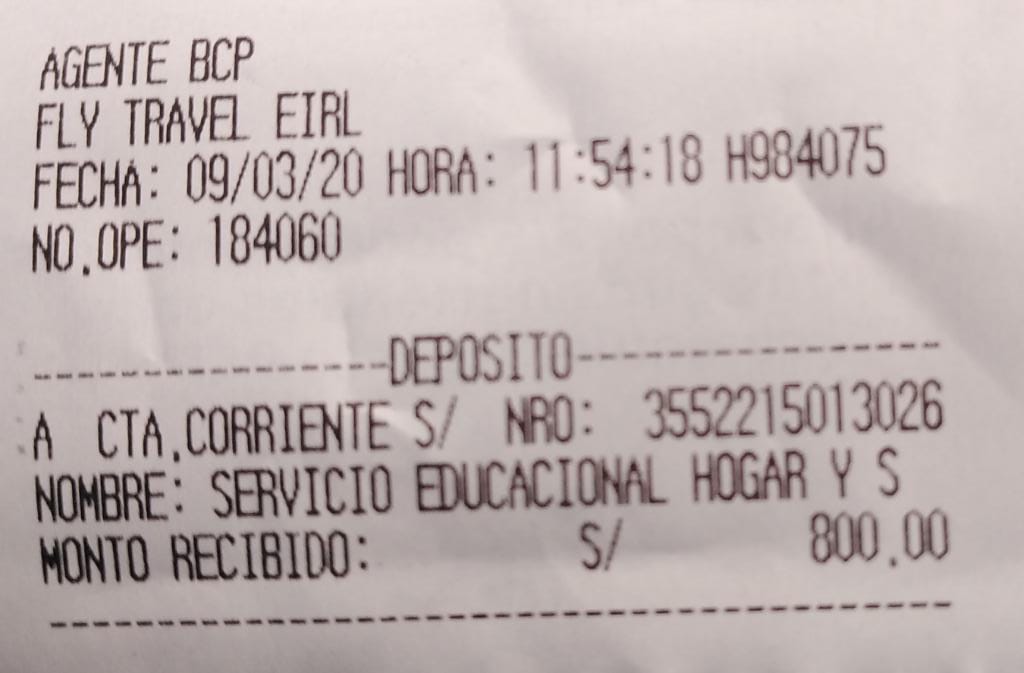 AGENTE BCP
FLY TRAVEL EIRL
FECHA: 09/03/20 HORA: 11:54:18 H984075
NO.OPE: 184060
------------------DEPOSITO------------------
A CTA.CORRIENTE S/ NRO: 3552215013026
NOMBRE: SERVICIO EDUCACIONAL HOGAR Y S
MONTO RECIBIDO: S/ 800.00
--------------------------------------------